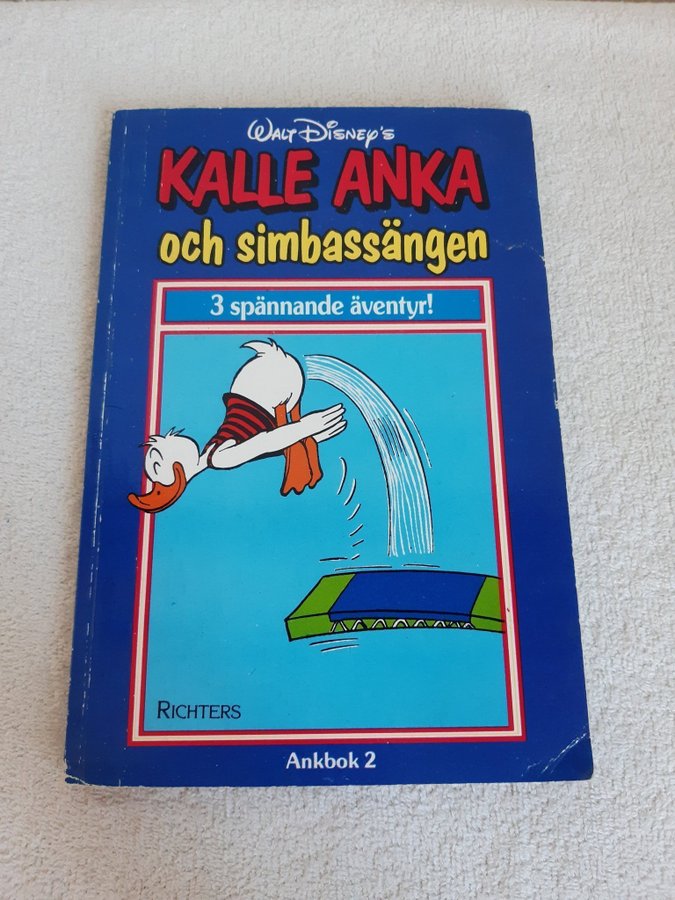 Walt Disney's
KALLE ANKA
och simbassängen
3 spännande äventyr!
RICHTERS
Ankbok 2